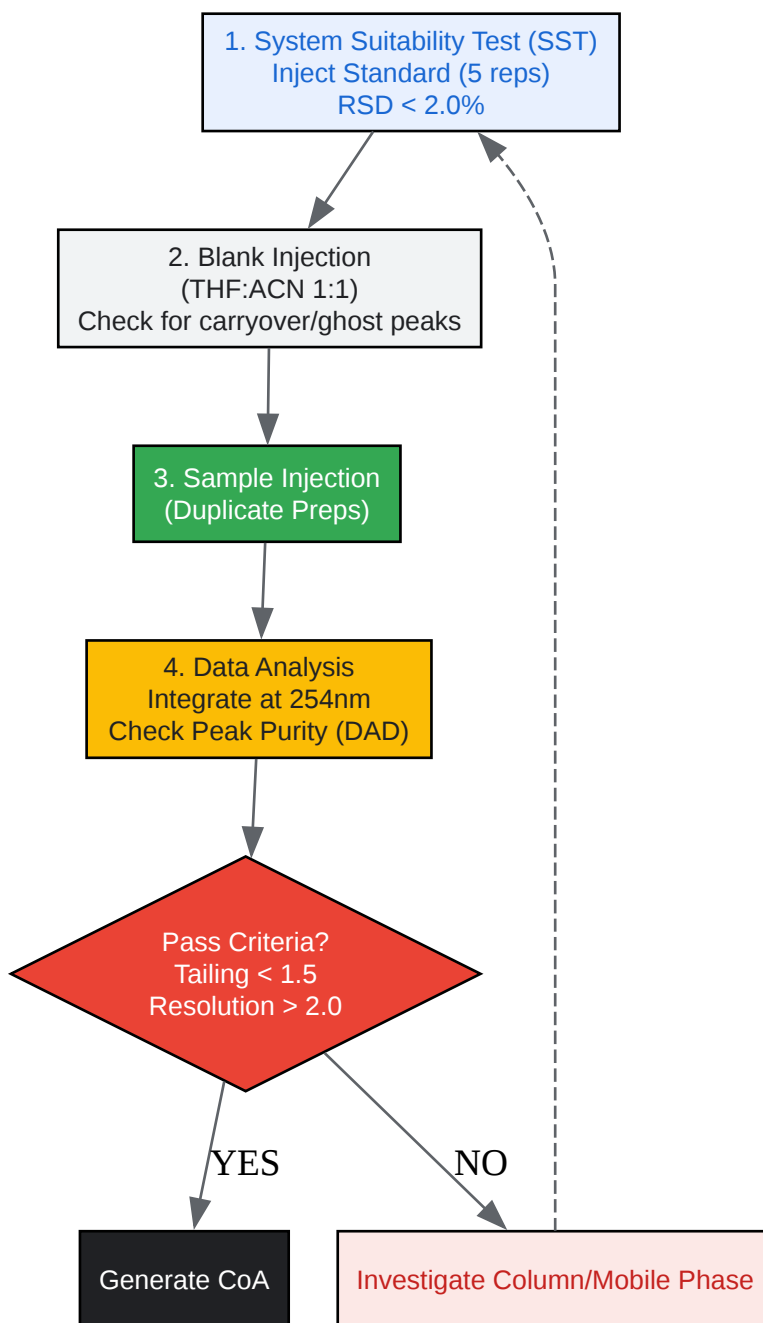 1. System Suitability Test (SST)
Inject Standard (5 reps)
RSD < 2.0%
2. Blank Injection
(THF:ACN 1:1)
Check for carryover/ghost peaks
3. Sample Injection
(Duplicate Preps)
4. Data Analysis
Integrate at 254nm
Check Peak Purity (DAD)
Pass Criteria?
Tailing < 1.5
Resolution > 2.0
YES
NO
Generate CoA
Investigate Column/Mobile Phase